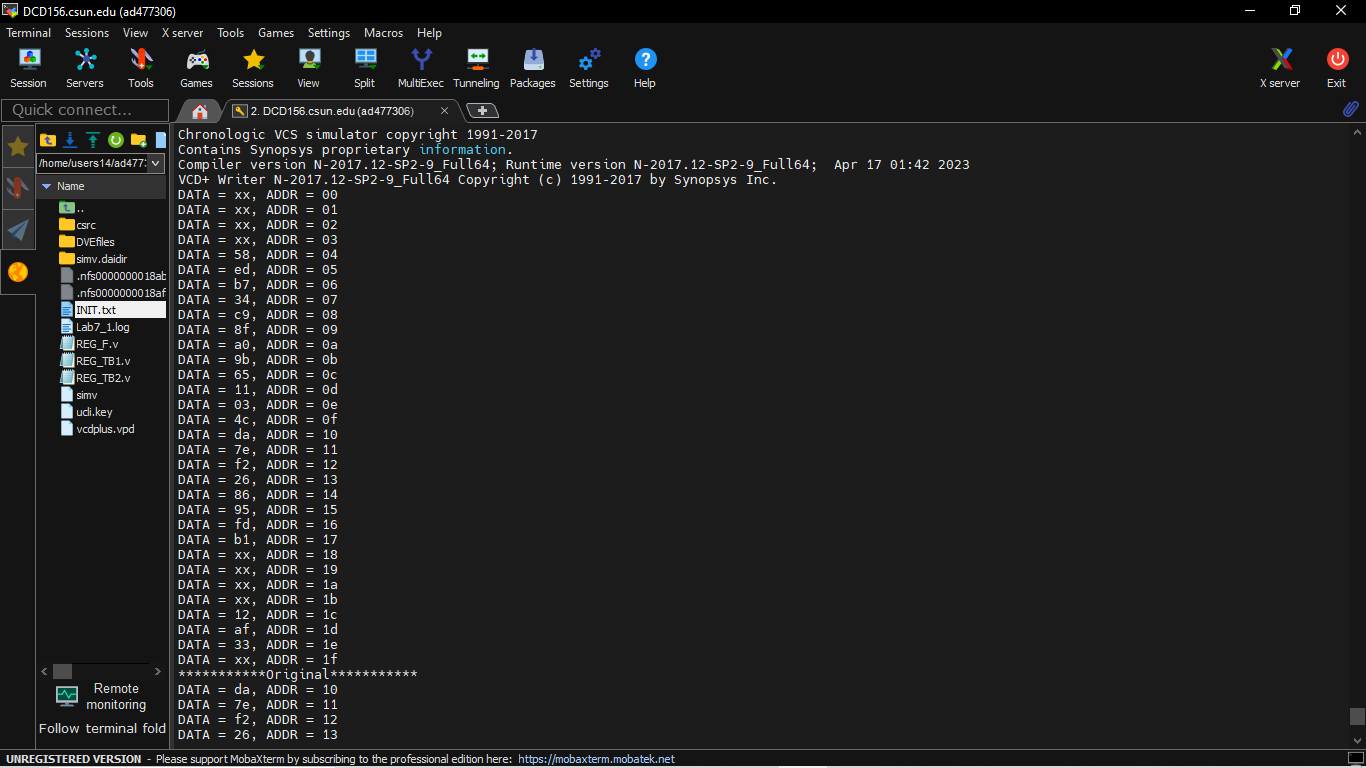 DCD156.csun.edu (ad477306)
Terminal Sessions View X server Tools Games Settings Macros Help
Session Servers Tools Games Sessions View Split MultiExec Tunneling Packages Settings Help X server Exit
Quick connect...
2. DCD156.csun.edu (ad477306)
/home/users14/ad477:
Name
..
csrc
DVEfiles
simv.daidir
.nfs0000000018ab
.nfs0000000018af
INIT.txt
Lab7_1.log
REG_F.v
REG_TB1.v
REG_TB2.v
simv
ucli.key
vcdplus.vpd
Remote
monitoring
Follow terminal fold
Chronologic VCS simulator copyright 1991-2017
Contains Synopsys proprietary information.
Compiler version N-2017.12-SP2-9_Full64; Runtime version N-2017.12-SP2-9_Full64;  Apr 17 01:42 2023
VCD+ Writer N-2017.12-SP2-9_Full64 Copyright (c) 1991-2017 by Synopsys Inc.
DATA = xx, ADDR = 00
DATA = xx, ADDR = 01
DATA = xx, ADDR = 02
DATA = xx, ADDR = 03
DATA = 58, ADDR = 04
DATA = ed, ADDR = 05
DATA = b7, ADDR = 06
DATA = 34, ADDR = 07
DATA = c9, ADDR = 08
DATA = 8f, ADDR = 09
DATA = a0, ADDR = 0a
DATA = 9b, ADDR = 0b
DATA = 65, ADDR = 0c
DATA = 11, ADDR = 0d
DATA = 03, ADDR = 0e
DATA = 4c, ADDR = 0f
DATA = da, ADDR = 10
DATA = 7e, ADDR = 11
DATA = f2, ADDR = 12
DATA = 26, ADDR = 13
DATA = 86, ADDR = 14
DATA = 95, ADDR = 15
DATA = fd, ADDR = 16
DATA = b1, ADDR = 17
DATA = xx, ADDR = 18
DATA = xx, ADDR = 19
DATA = xx, ADDR = 1a
DATA = xx, ADDR = 1b
DATA = 12, ADDR = 1c
DATA = af, ADDR = 1d
DATA = 33, ADDR = 1e
DATA = xx, ADDR = 1f
***********Original***********
DATA = da, ADDR = 10
DATA = 7e, ADDR = 11
DATA = f2, ADDR = 12
DATA = 26, ADDR = 13
UNREGISTERED VERSION - Please support MobaXterm by subscribing to the professional edition here: https://mobaxterm.mobatek.net